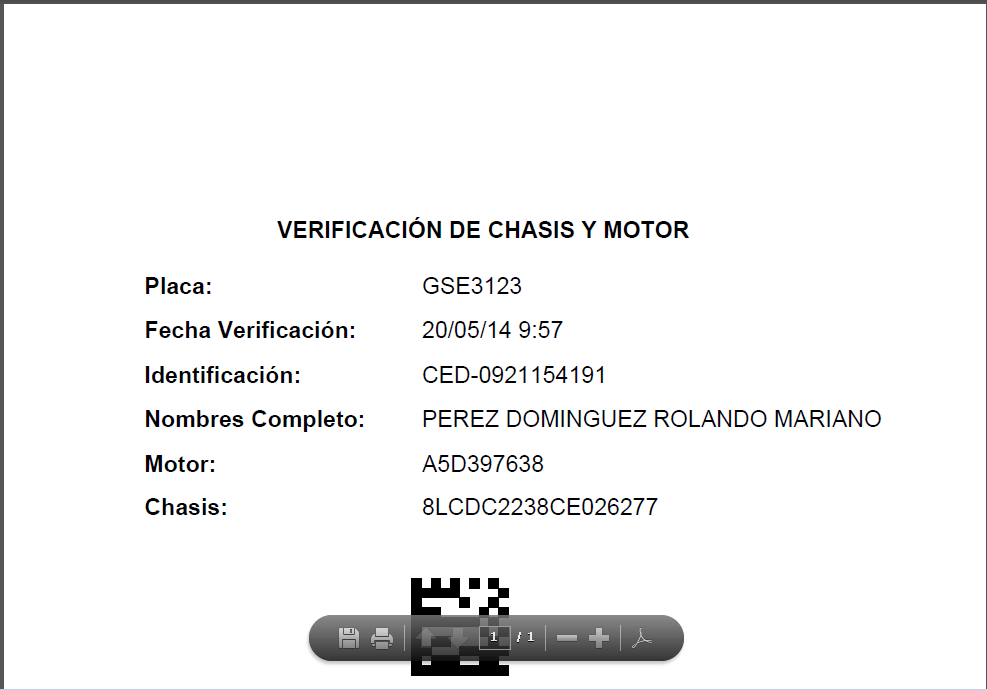 VERIFICACIÓN DE CHASIS Y MOTOR
Placa: GSE3123
Fecha Verificación: 20/05/14 9:57
Identificación: CED-0921154191
Nombres Completo: PEREZ DOMINGUEZ ROLANDO MARIANO
Motor: A5D397638
Chasis: 8LCDC2238CE026277
1 / 1